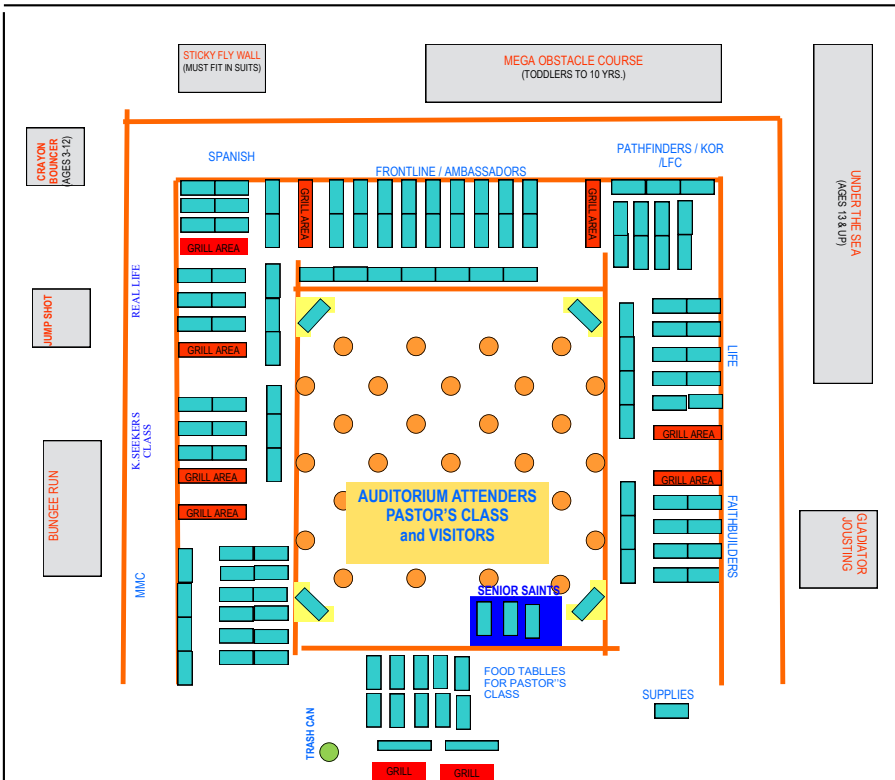 STICKY FLY WALL
(MUST FIT IN SUITS)
MEGA OBSTACLE COURSE
(TODDLERS TO 10 YRS.)
CRAYON
BOUNCER
(AGES 3-12)
SPANISH
FRONTLINE / AMBASSADORS
PATHFINDERS / KOR
/LFC
UNDER THE SEA
(AGES 13 & UP)
GRILL AREA
GRILL AREA
GRILL AREA
REAL LIFE
JUMP SHOT
GRILL AREA
LIFE
K.SEEKERS
CLASS
GRILL AREA
GRILL AREA
GRILL AREA
GRILL AREA
BUNGEE RUN
AUDITORIUM ATTENDERS
PASTOR'S CLASS
and VISITORS
FAITHBUILDERS
GLADIATOR
JOUSTING
MMC
SENIOR SAINTS
FOOD TABLLES
FOR PASTOR"S
CLASS
SUPPLIES
TRASH CAN
GRILL
GRILL